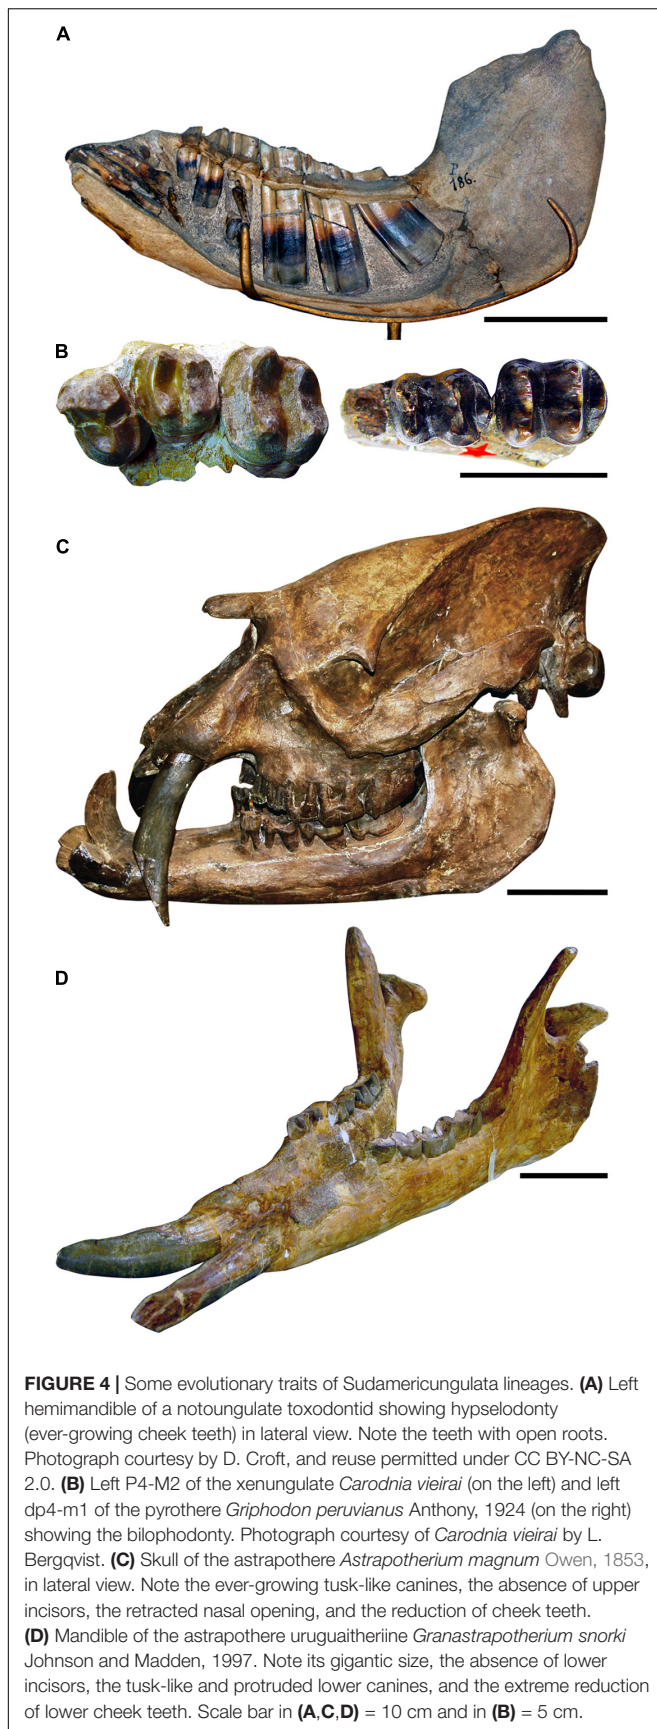 A
P.
186.
B
C
D
FIGURE 4 | Some evolutionary traits of Sudamericungulata lineages. (A) Left
hemimandible of a notoungulate toxodontid showing hypselodonty
(ever-growing cheek teeth) in lateral view. Note the teeth with open roots.
Photograph courtesy by D. Croft, and reuse permitted under CC BY-NC-SA
2.0. (B) Left P4-M2 of the xenungulate Carodnia vieirai (on the left) and left
dp4-m1 of the pyrothere Griphodon peruvianus Anthony, 1924 (on the right)
showing the bilophodonty. Photograph courtesy of Carodnia vieirai by L.
Bergqvist. (C) Skull of the astrapothere Astrapotherium magnum Owen, 1853,
in lateral view. Note the ever-growing tusk-like canines, the absence of upper
incisors, the retracted nasal opening, and the reduction of cheek teeth.
(D) Mandible of the astrapothere uruguaitheriine Granastrapotherium snorki
Johnson and Madden, 1997. Note its gigantic size, the absence of lower
incisors, the tusk-like and protruded lower canines, and the extreme reduction
of lower cheek teeth. Scale bar in (A,C,D) = 10 cm and in (B) = 5 cm.